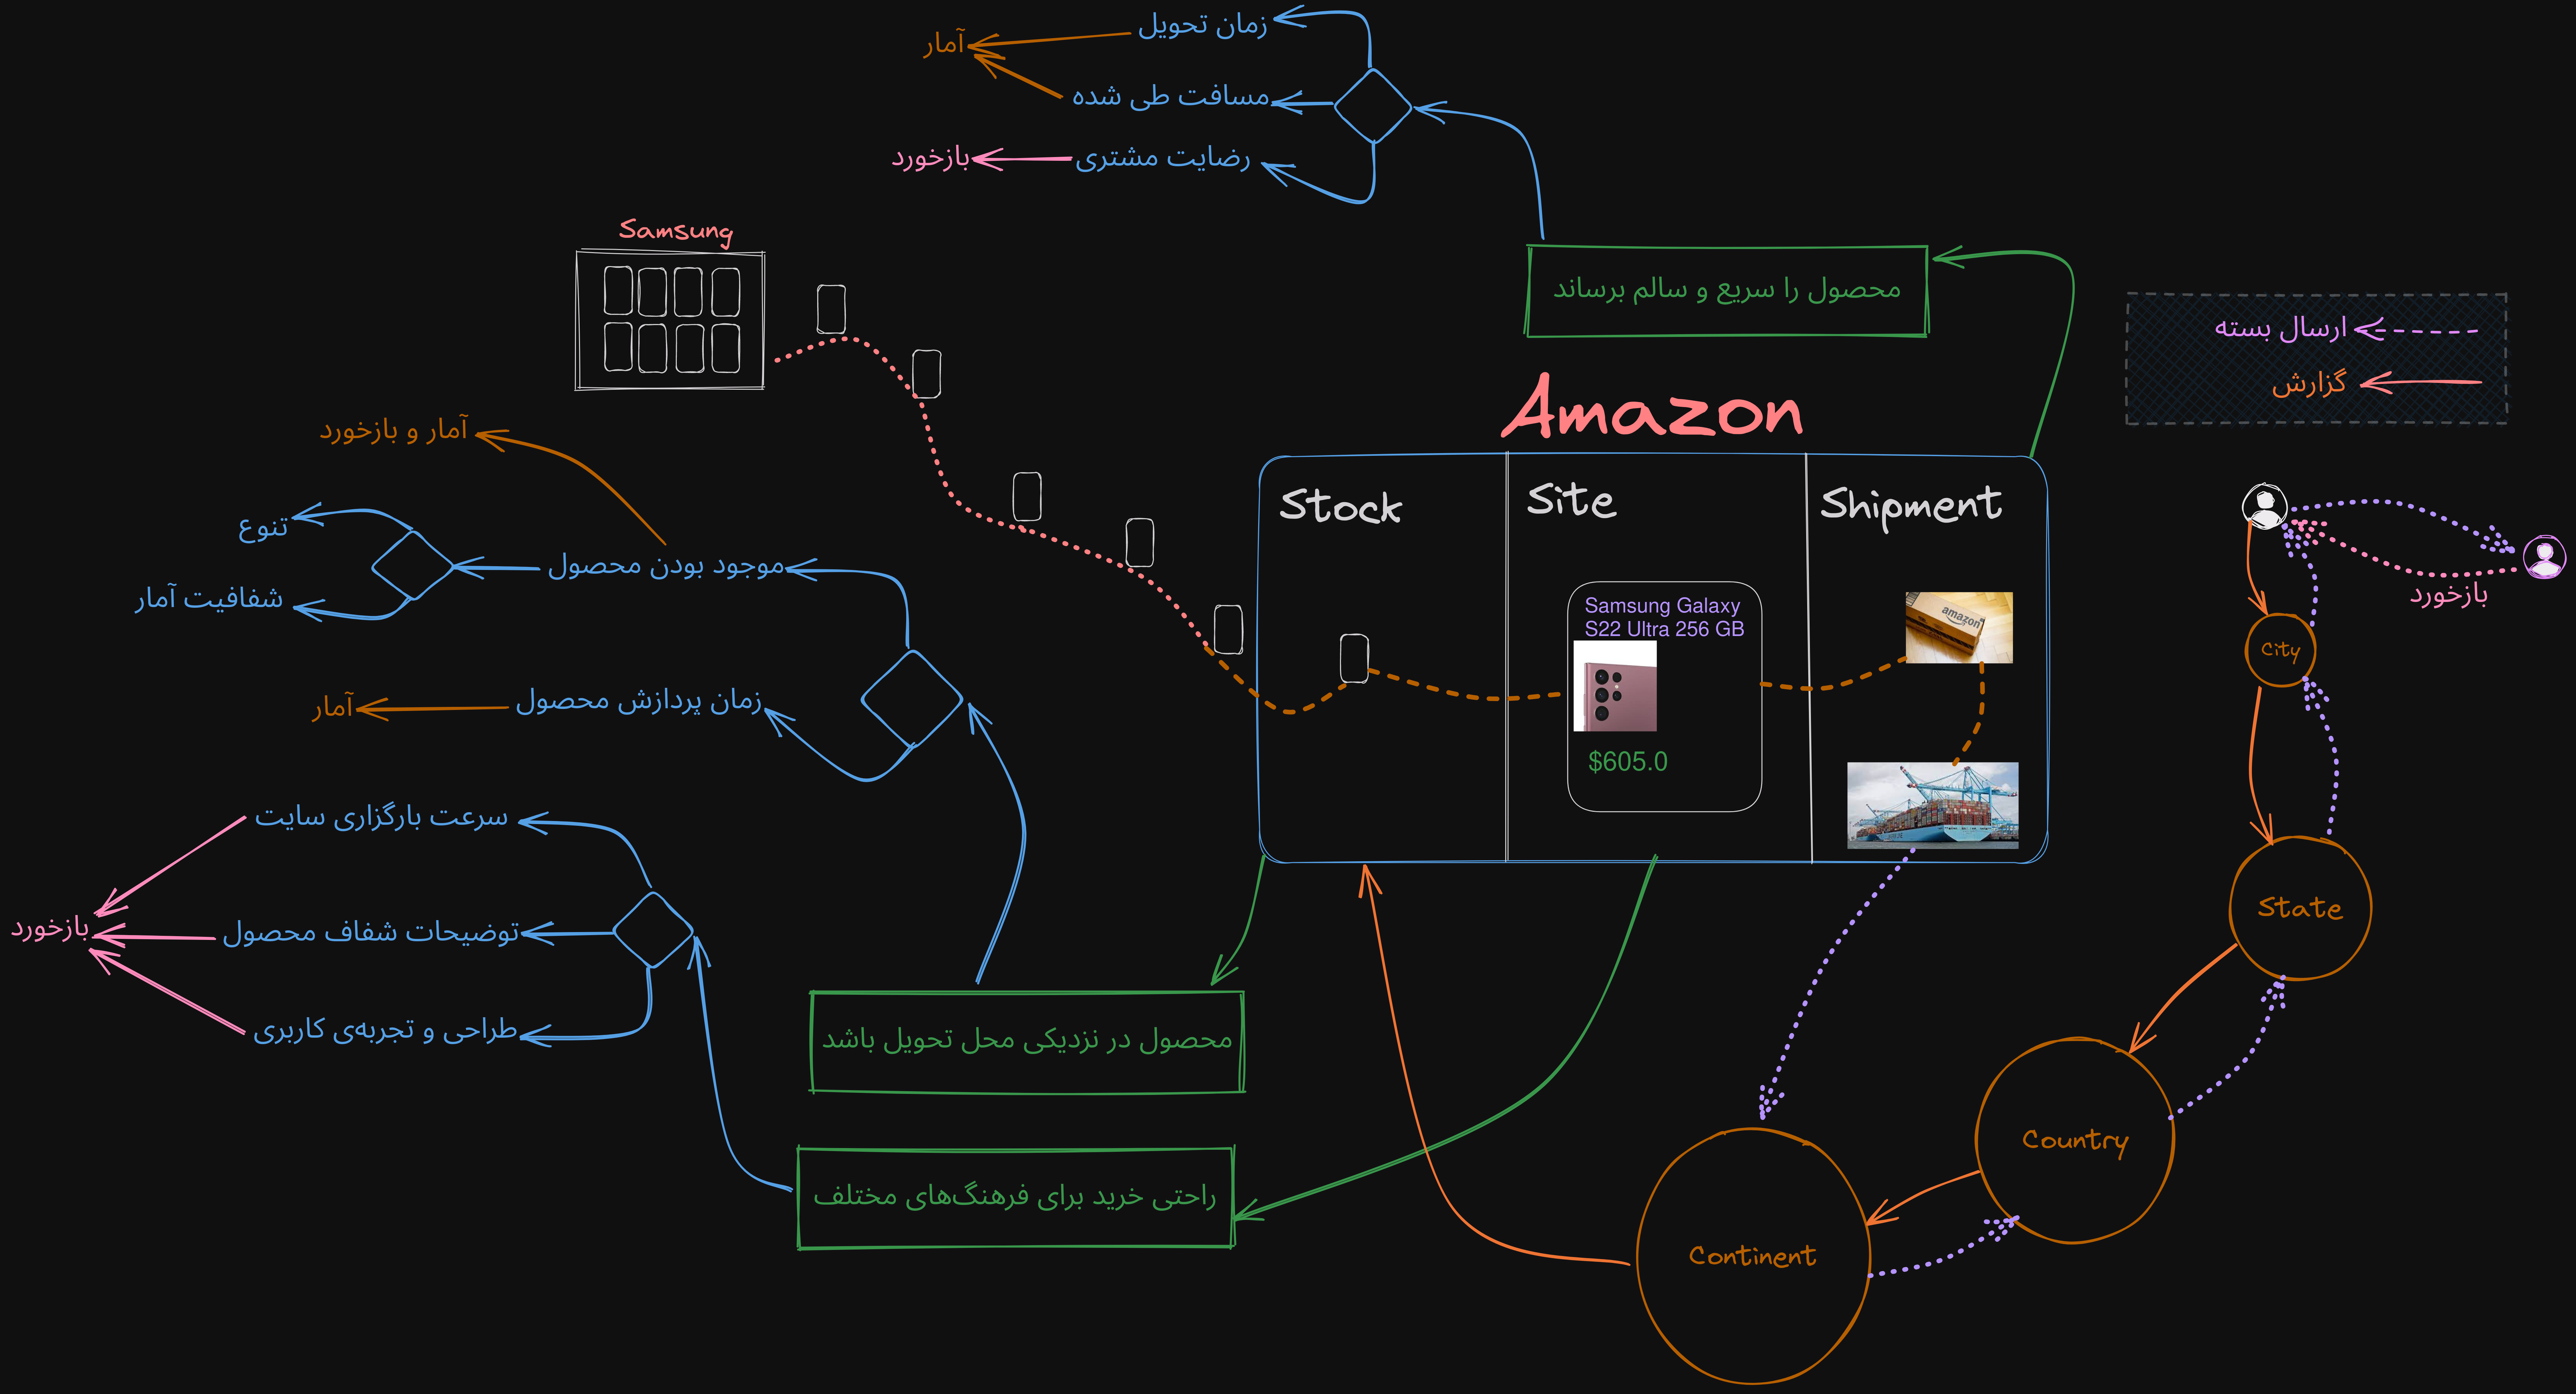 زمان تحویل
آمار
مسافت طی شده
رضایت مشتری
بازخورد
Samsung
محصول را سریع و سالم برساند
ارسال بسته
گزارش
Amazon
Stock
Site
Shipment
Samsung Galaxy
S22 Ultra 256 GB
$605.0
amazon
بازخورد
City
State
Country
Continent
آمار و بازخورد
تنوع
موجود بودن محصول
شفافیت آمار
زمان پردازش محصول
آمار
سرعت بارگزاری سایت
توضیحات شفاف محصول
بازخورد
طراحی و تجربه‌ی کاربری
محصول در نزدیکی محل تحویل باشد
راحتی خرید برای فرهنگ‌های مختلف